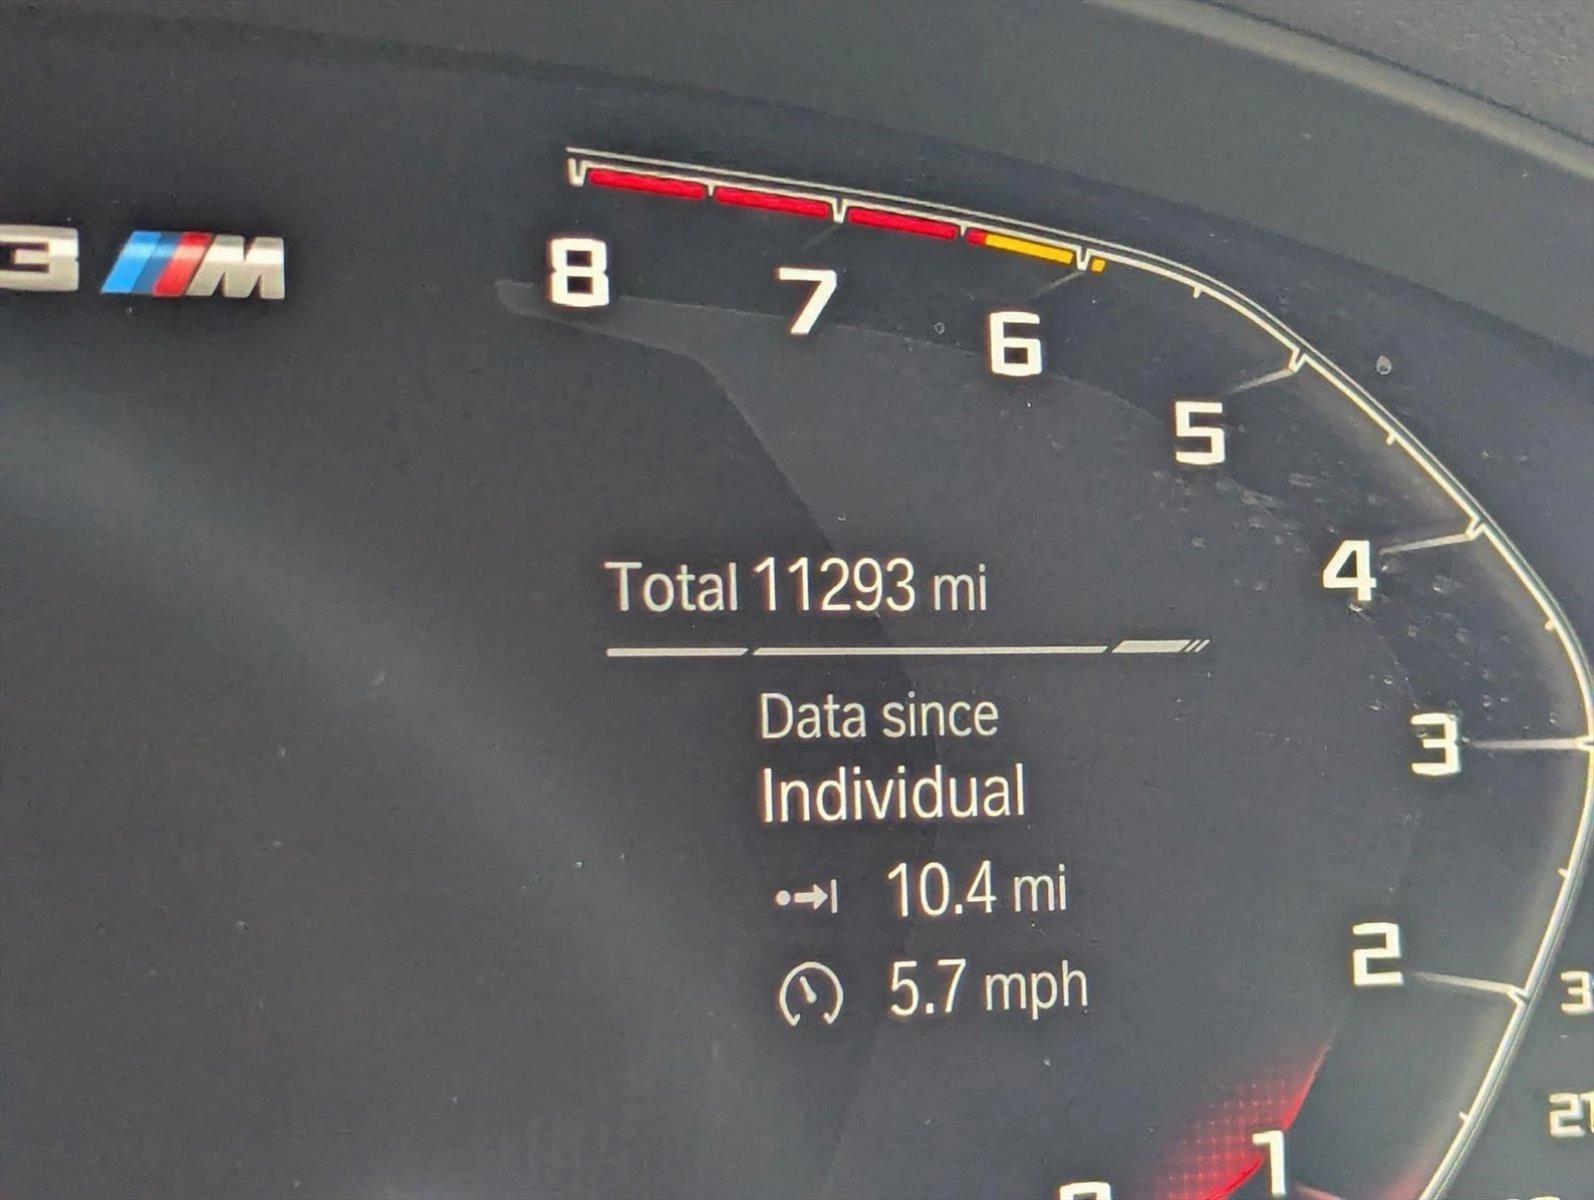 3 M
8
7
6
5
4
3
2
1
Total 11293 mi
Data since
Individual
10.4 mi
5.7 mph